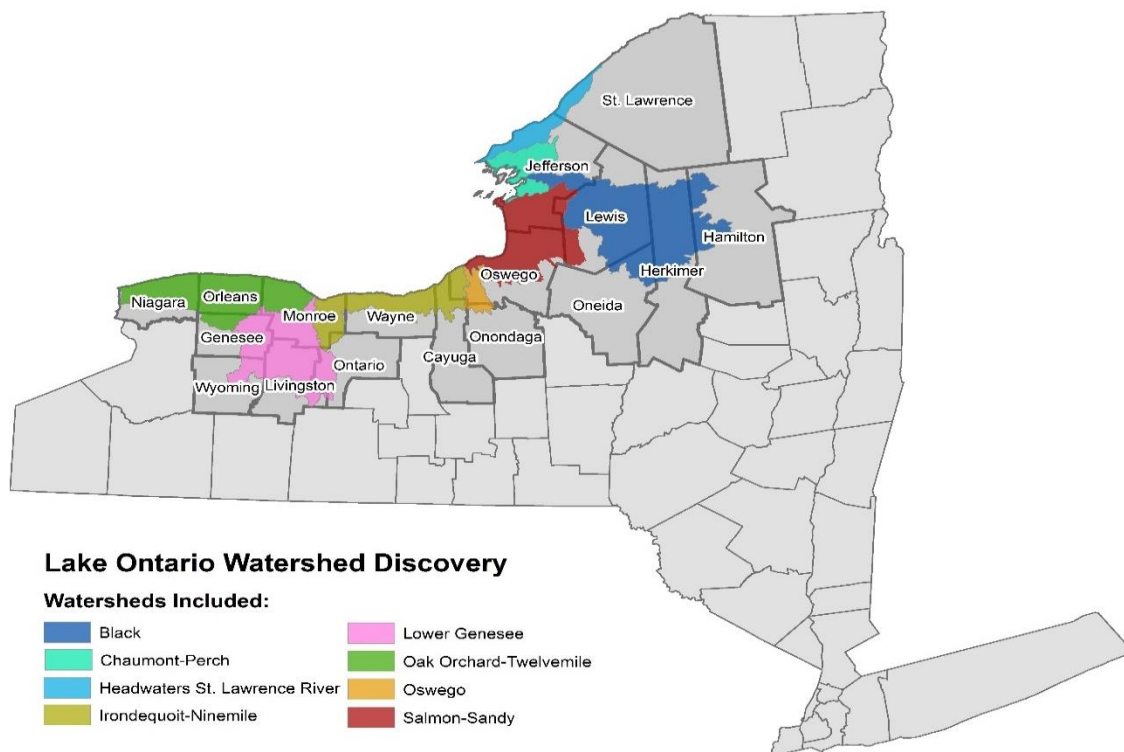 St. Lawrence
Jefferson
Lewis
Hamilton
Herkimer
Oswego
Oneida
Niagara
Orleans
Monroe
Wayne
Genesee
Onondaga
Cayuga
Ontario
Wyoming
Livingston
Lake Ontario Watershed Discovery
Watersheds Included:
Black
Chaumont-Perch
Headwaters St. Lawrence River
Irondequoit-Ninemile
Lower Genesee
Oak Orchard-Twelvemile
Oswego
Salmon-Sandy